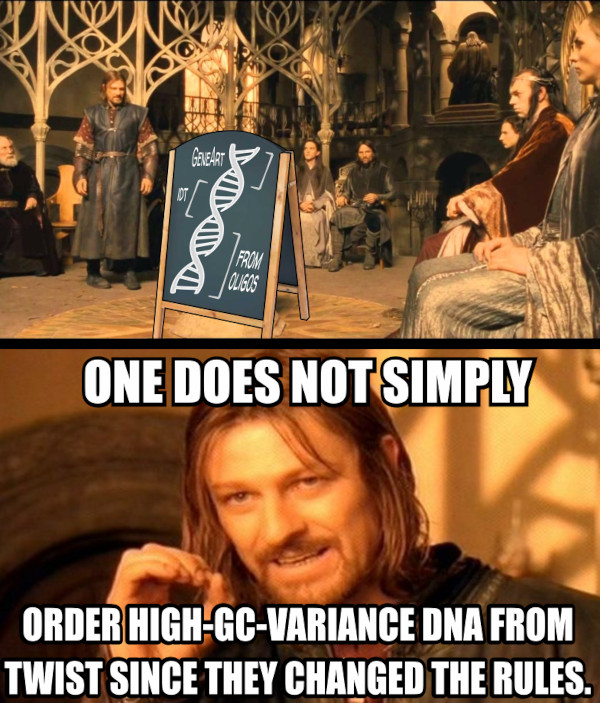 GENEART
IDT
FROM
OLIGOS
ONE DOES NOT SIMPLY
ORDER HIGH-GC-VARIANCE DNA FROM
TWIST SINCE THEY CHANGED THE RULES.